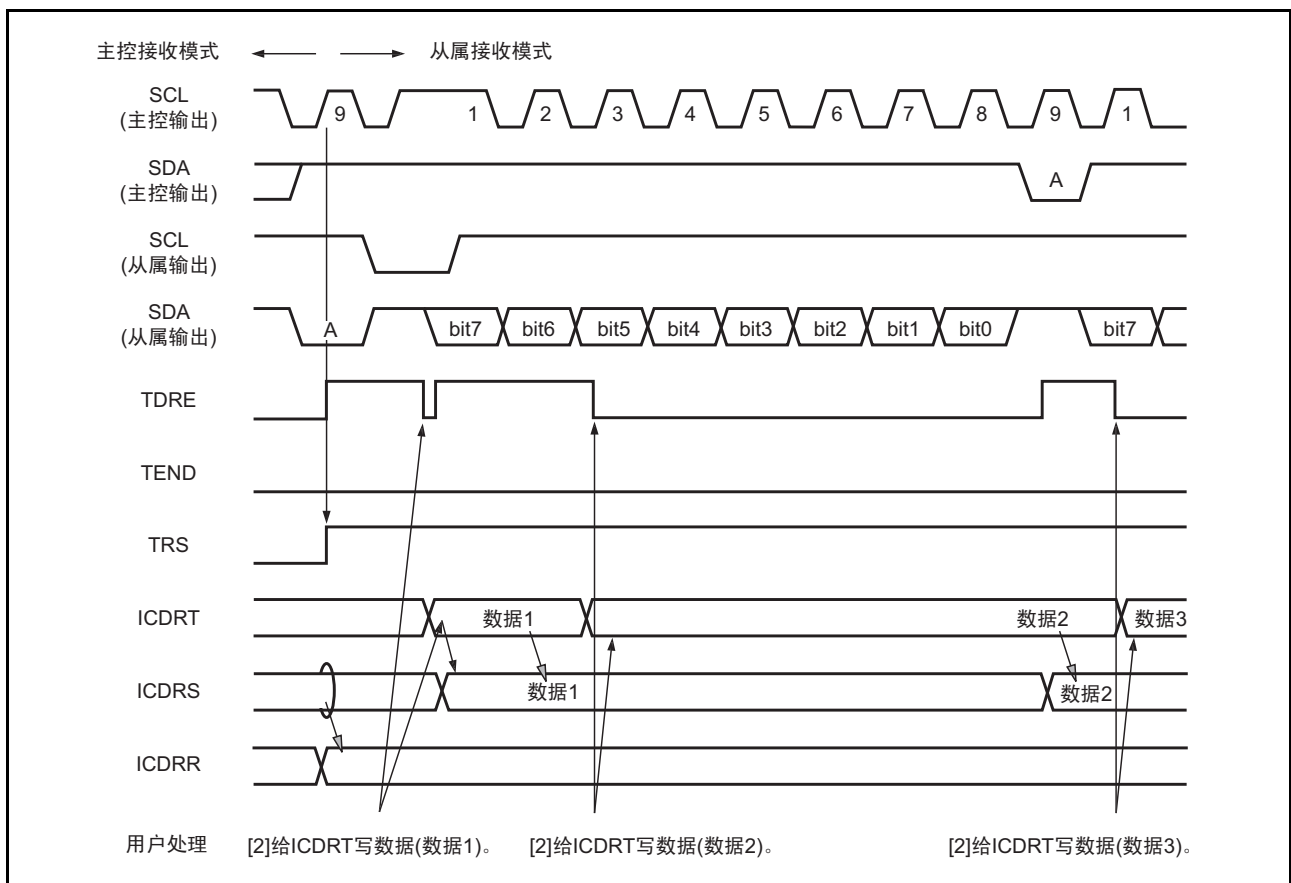 主控接收模式 从属接收模式
SCL
(主控输出)
9 1 2 3 4 5 6 7 8 9 1
SDA
(主控输出)
A
SCL
(从属输出)
SDA
(从属输出)
A bit7 bit6 bit5 bit4 bit3 bit2 bit1 bit0 bit7
TDRE
TEND
TRS
ICDRT 数据1 数据2 数据3
ICDRS 数据1 数据2
ICDRR
用户处理 [2]给ICDRT写数据(数据1)。 [2]给ICDRT写数据(数据2)。 [2]给ICDRT写数据(数据3)。